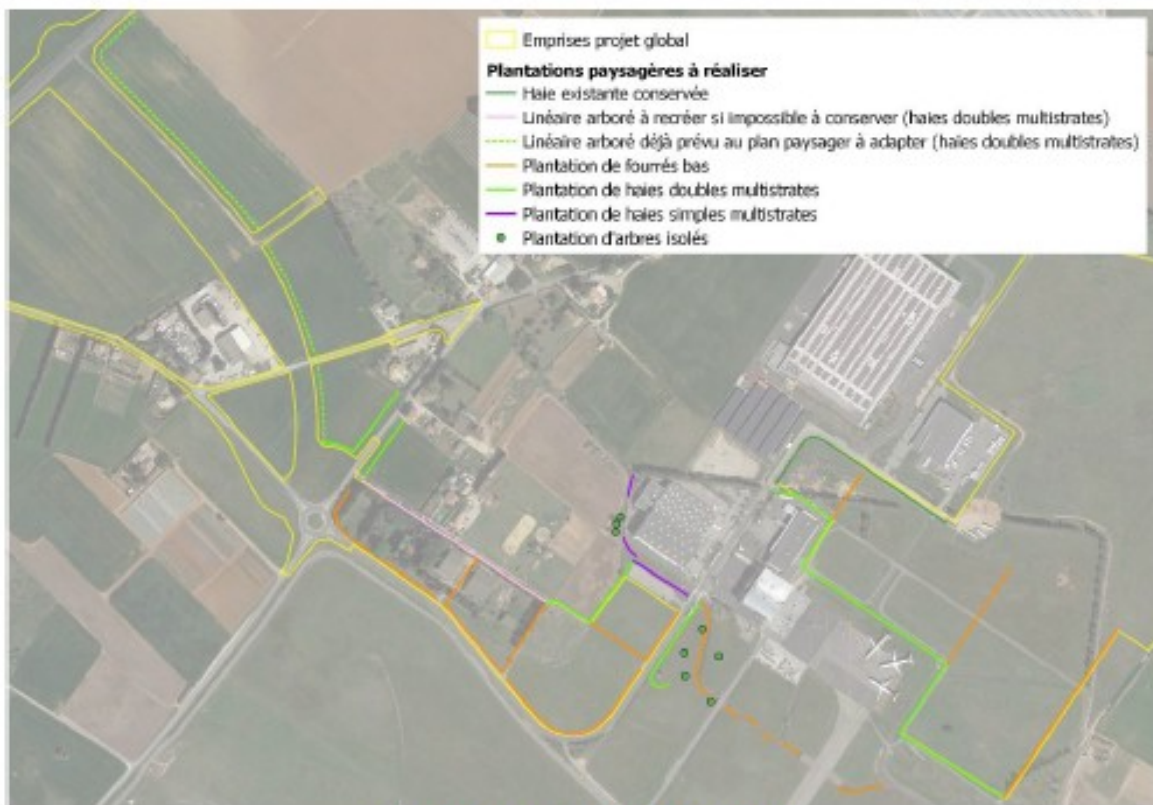 Emprises projet global
Plantations paysagères à réaliser
Haie existante conservée
Linéaire arboré à recréer si impossible à conserver (haies doubles multistrates)
Linéaire arboré déjà prévu au plan paysager à adapter (haies doubles multistrates)
Plantation de fourrés bas
Plantation de haies doubles multistrates
Plantation de haies simples multistrates
Plantation d'arbres isolés